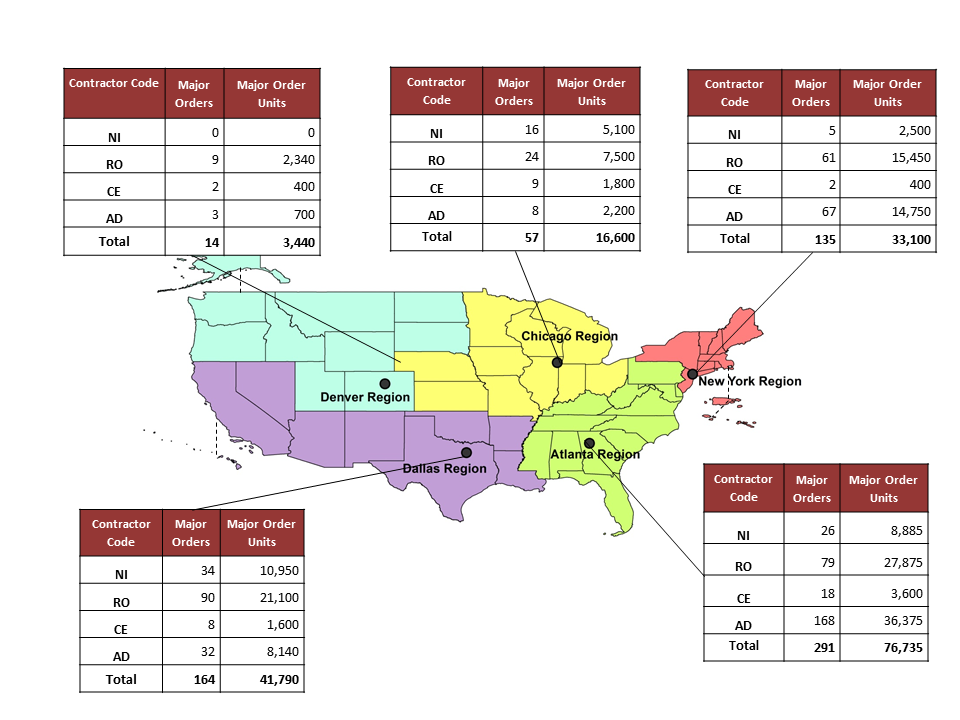 Contractor Code Major Orders Major Order Units
NI 0 0
RO 9 2,340
CE 2 400
AD 3 700
Total 14 3,440
Contractor Code Major Orders Major Order Units
NI 16 5,100
RO 24 7,500
CE 9 1,800
AD 8 2,200
Total 57 16,600
Contractor Code Major Orders Major Order Units
NI 5 2,500
RO 61 15,450
CE 2 400
AD 67 14,750
Total 135 33,100
Chicago Region
New York Region
Denver Region
Atlanta Region
Dallas Region
Contractor Code Major Orders Major Order Units
NI 34 10,950
RO 90 21,100
CE 8 1,600
AD 32 8,140
Total 164 41,790
Contractor Code Major Orders Major Order Units
NI 26 8,885
RO 79 27,875
CE 18 3,600
AD 168 36,375
Total 291 76,735